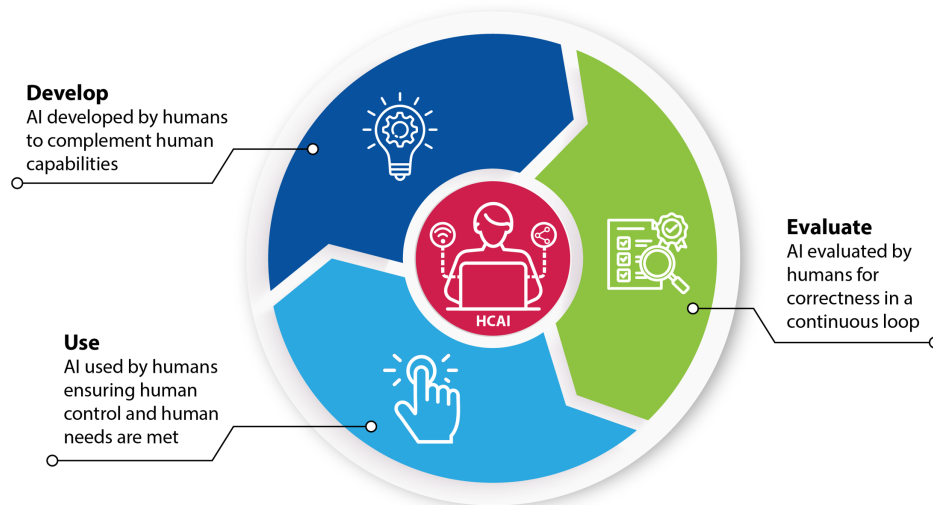 Develop
AI developed by humans
to complement human
capabilities
Evaluate
AI evaluated by
humans for
correctness in a
continuous loop
HCAI
Use
AI used by humans
ensuring human
control and human
needs are met